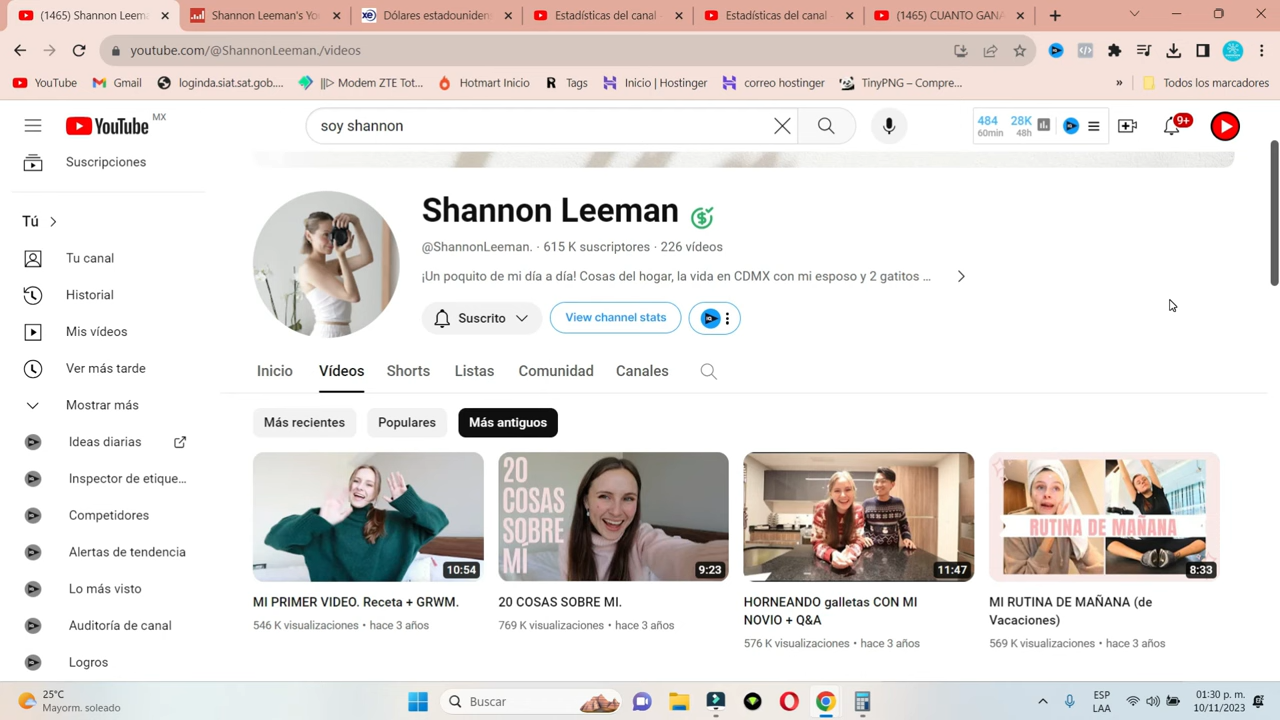 (1465) Shannon Leem
Shannon Leeman's Yo
Dólares estadouniden
Estadísticas del canal -
Estadísticas del canal -
(1465) CUANTO GANA
youtube.com/@ShannonLeeman./videos
YouTube
Gmail
loginda.siat.sat.gob....
||▷ Modem ZTE Tot...
Hotmart Inicio
Tags
Inicio | Hostinger
correo hostinger
TinyPNG – Compre...
»
Todos los marcadores
YouTube MX
soy shannon
484 28K
60min 48h
9+
Suscripciones
Tú
Tu canal
Historial
Mis vídeos
Ver más tarde
Mostrar más
Ideas diarias
Inspector de etique...
Competidores
Alertas de tendencia
Lo más visto
Auditoría de canal
Logros
Shannon Leeman
@ShannonLeeman. · 615 K suscriptores · 226 vídeos
¡Un poquito de mi día a día! Cosas del hogar, la vida en CDMX con mi esposo y 2 gatitos ...
Suscrito
View channel stats
Inicio
Vídeos
Shorts
Listas
Comunidad
Canales
Más recientes
Populares
Más antiguos
10:54
20
COSAS
SOBRE
MÍ
9:23
11:47
RUTINA DE MAÑANA
8:33
MI PRIMER VIDEO. Receta + GRWM.
546 K visualizaciones • hace 3 años
20 COSAS SOBRE MI.
769 K visualizaciones • hace 3 años
HORNEANDO galletas CON MI
NOVIO + Q&A
576 K visualizaciones • hace 3 años
MI RUTINA DE MAÑANA (de
Vacaciones)
569 K visualizaciones • hace 3 años
25°C
Mayorm. soleado
Buscar
ESP
LAA
01:30 p. m.
10/11/2023